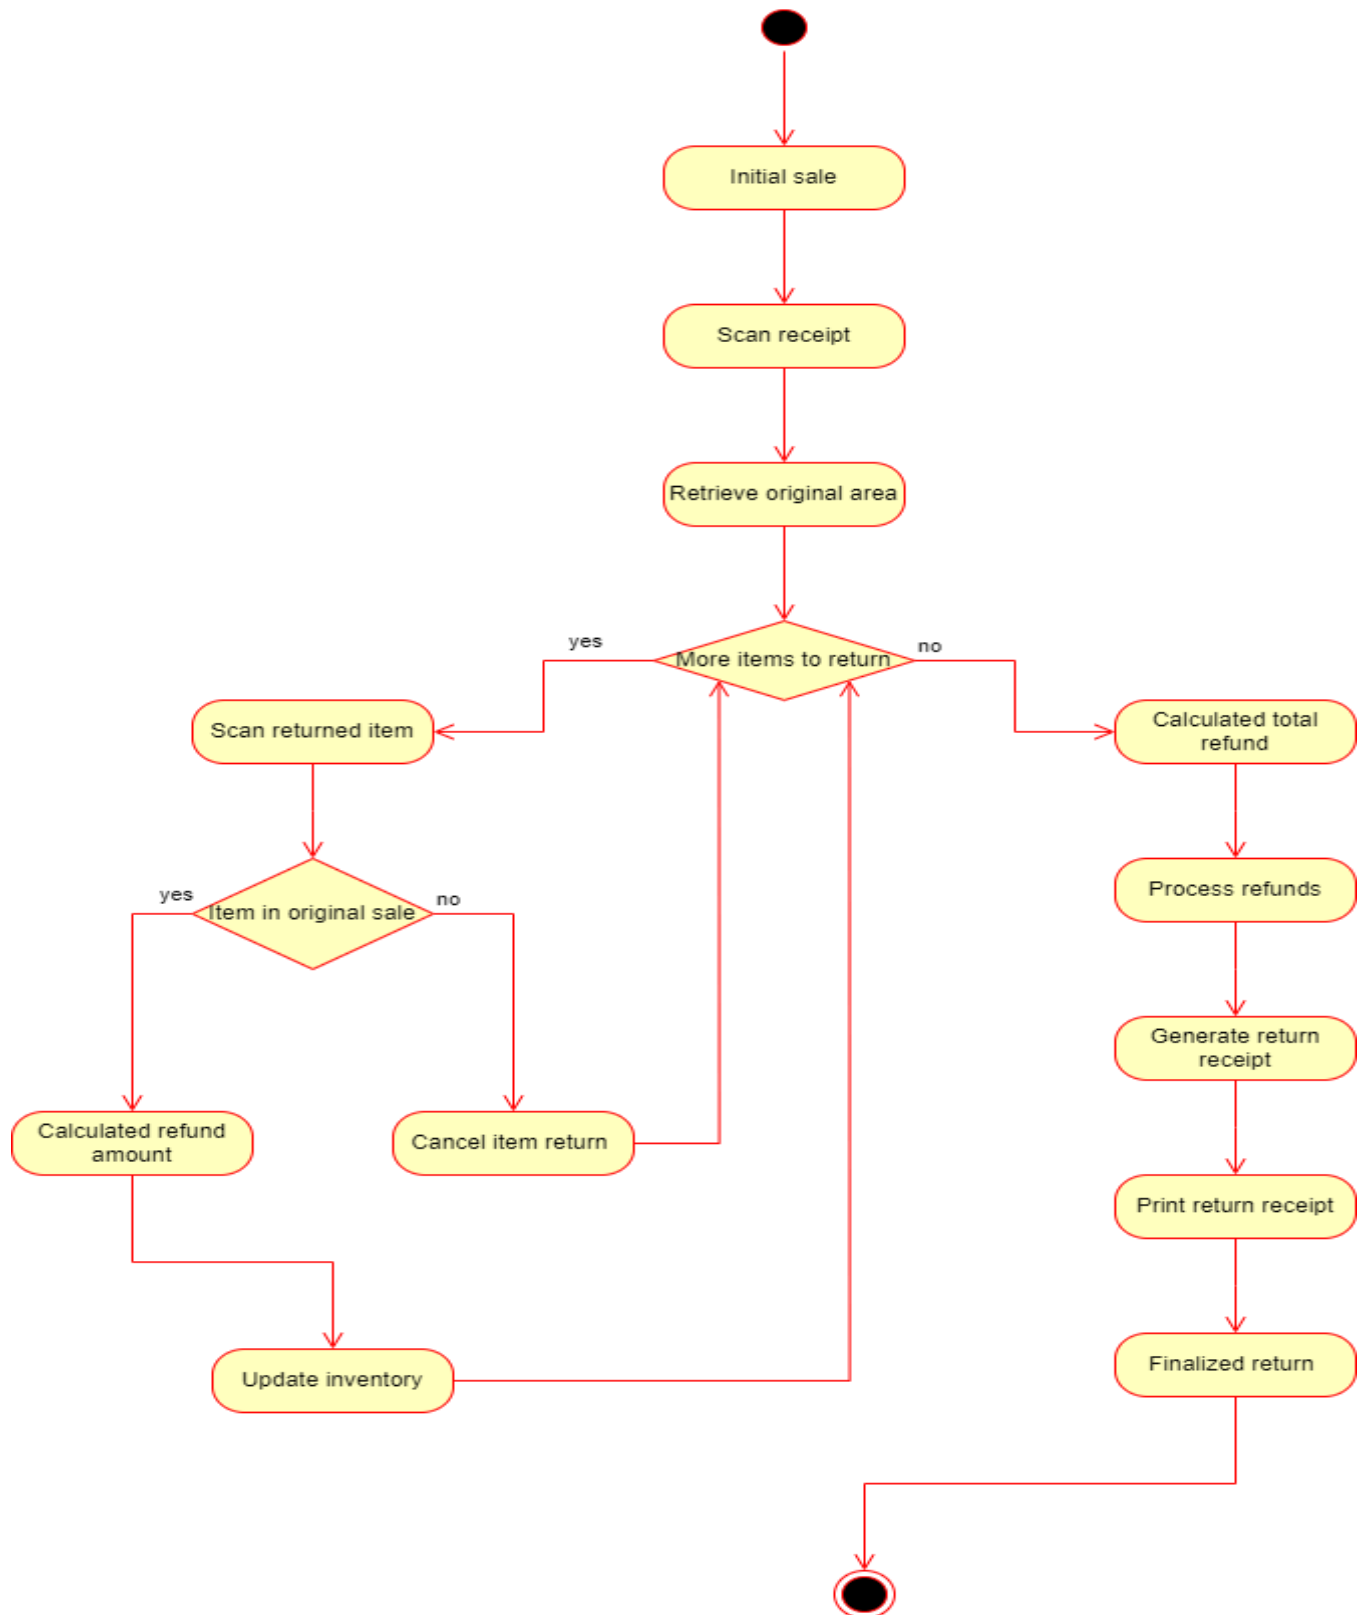 Initial sale
Scan receipt
Retrieve original area
yes
More items to return
no
Scan returned item
Calculated total
refund
yes
Item in original sale
no
Process refunds
Generate return
receipt
Calculated refund
amount
Cancel item return
Print return receipt
Update inventory
Finalized return